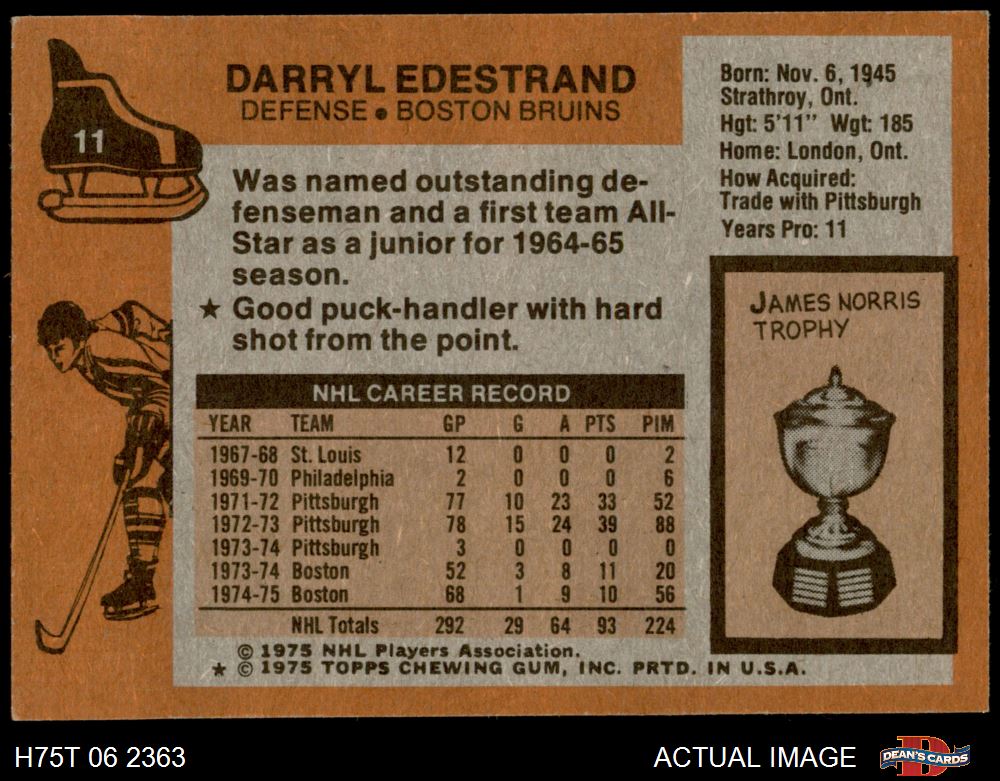 11
DARRYL EDESTRAND
DEFENSE • BOSTON BRUINS
Was named outstanding de-
fenseman and a first team All-
Star as a junior for 1964-65
season.
★ Good puck-handler with hard
shot from the point.
Born: Nov. 6, 1945
Strathroy, Ont.
Hgt: 5'11" Wgt: 185
Home: London, Ont.
How Acquired:
Trade with Pittsburgh
Years Pro: 11
JAMES NORRIS
TROPHY
NHL CAREER RECORD
YEAR TEAM GP G A PTS PIM
1967-68 St. Louis 12 0 0 0 2
1969-70 Philadelphia 2 0 0 0 6
1971-72 Pittsburgh 77 10 23 33 52
1972-73 Pittsburgh 78 15 24 39 88
1973-74 Pittsburgh 3 0 0 0 0
1973-74 Boston 52 3 8 11 20
1974-75 Boston 68 1 9 10 56
NHL Totals 292 29 64 93 224
© 1975 NHL Players Association.
★ © 1975 TOPPS CHEWING GUM, INC. PRTD. IN U.S.A.
H75T 06 2363
ACTUAL IMAGE
D
DEAN'S CARDS